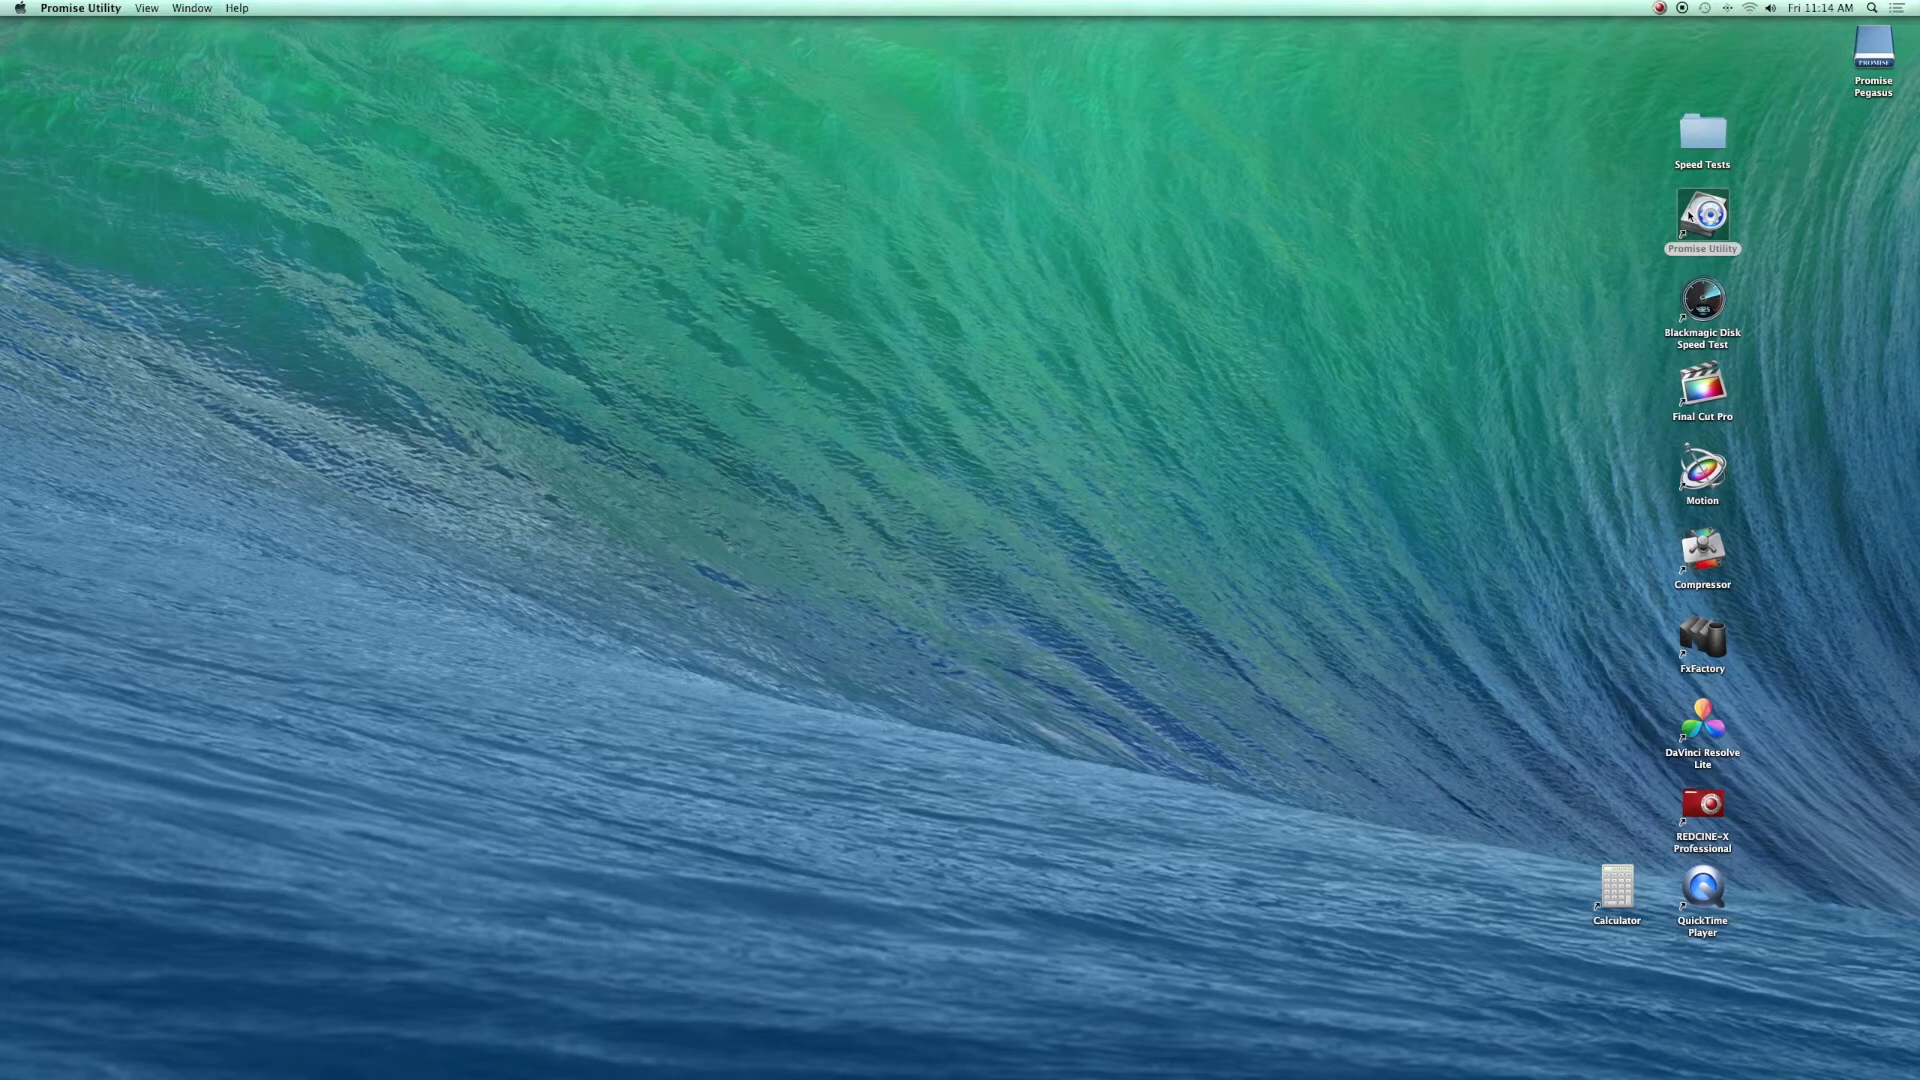 Promise Utility View Window Help Fri 11:14 AM
PROMISE
Promise
Pegasus
Speed Tests
Promise Utility
Blackmagic Disk
Speed Test
Final Cut Pro
Motion
Compressor
FxFactory
DaVinci Resolve
Lite
REDCINE-X
Professional
Calculator
QuickTime
Player